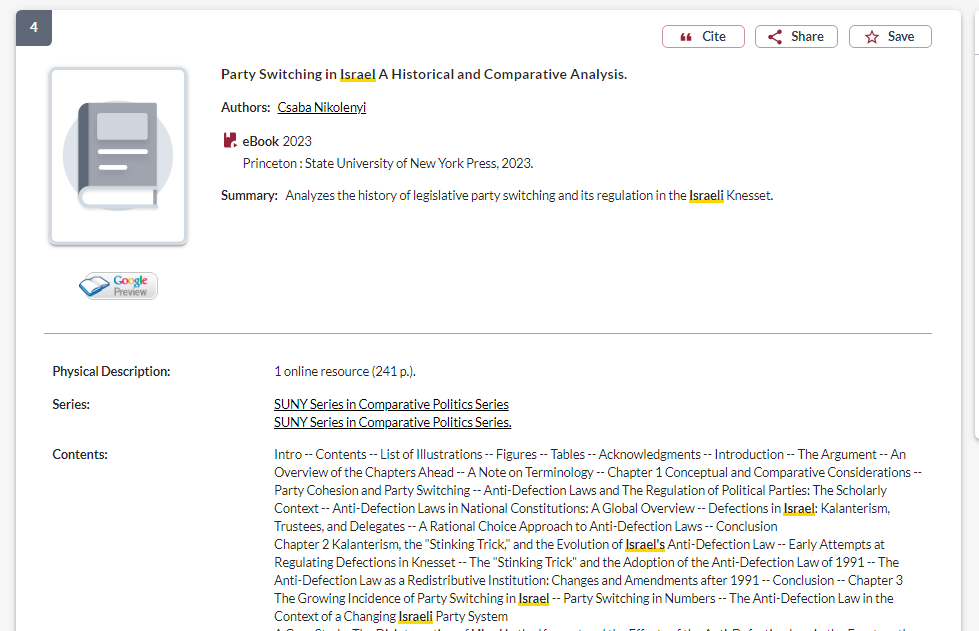 4
Cite
Share
Save
Party Switching in Israel A Historical and Comparative Analysis.
Authors: Csaba Nikolenyi
eBook 2023
Princeton : State University of New York Press, 2023.
Summary: Analyzes the history of legislative party switching and its regulation in the Israeli Knesset.
Google
Preview
Physical Description: 1 online resource (241 p.).
Series: SUNY Series in Comparative Politics Series
SUNY Series in Comparative Politics Series.
Contents: Intro -- Contents -- List of Illustrations -- Figures -- Tables -- Acknowledgments -- Introduction -- The Argument -- An
Overview of the Chapters Ahead -- A Note on Terminology -- Chapter 1 Conceptual and Comparative Considerations --
Party Cohesion and Party Switching -- Anti-Defection Laws and The Regulation of Political Parties: The Scholarly
Context -- Anti-Defection Laws in National Constitutions: A Global Overview -- Defections in Israel: Kalanterism,
Trustees, and Delegates -- A Rational Choice Approach to Anti-Defection Laws -- Conclusion
Chapter 2 Kalanterism, the "Stinking Trick," and the Evolution of Israel's Anti-Defection Law -- Early Attempts at
Regulating Defections in Knesset -- The "Stinking Trick" and the Adoption of the Anti-Defection Law of 1991 -- The
Anti-Defection Law as a Redistributive Institution: Changes and Amendments after 1991 -- Conclusion -- Chapter 3
The Growing Incidence of Party Switching in Israel -- Party Switching in Numbers -- The Anti-Defection Law in the
Context of a Changing Israeli Party System